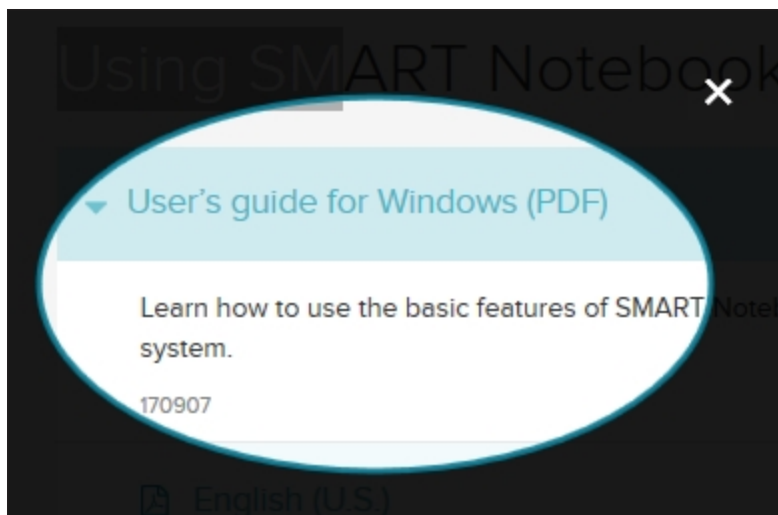 Using SMART Notebook
User's guide for Windows (PDF)
Learn how to use the basic features of SMART Noteb
system.
170907
English (U.S.)